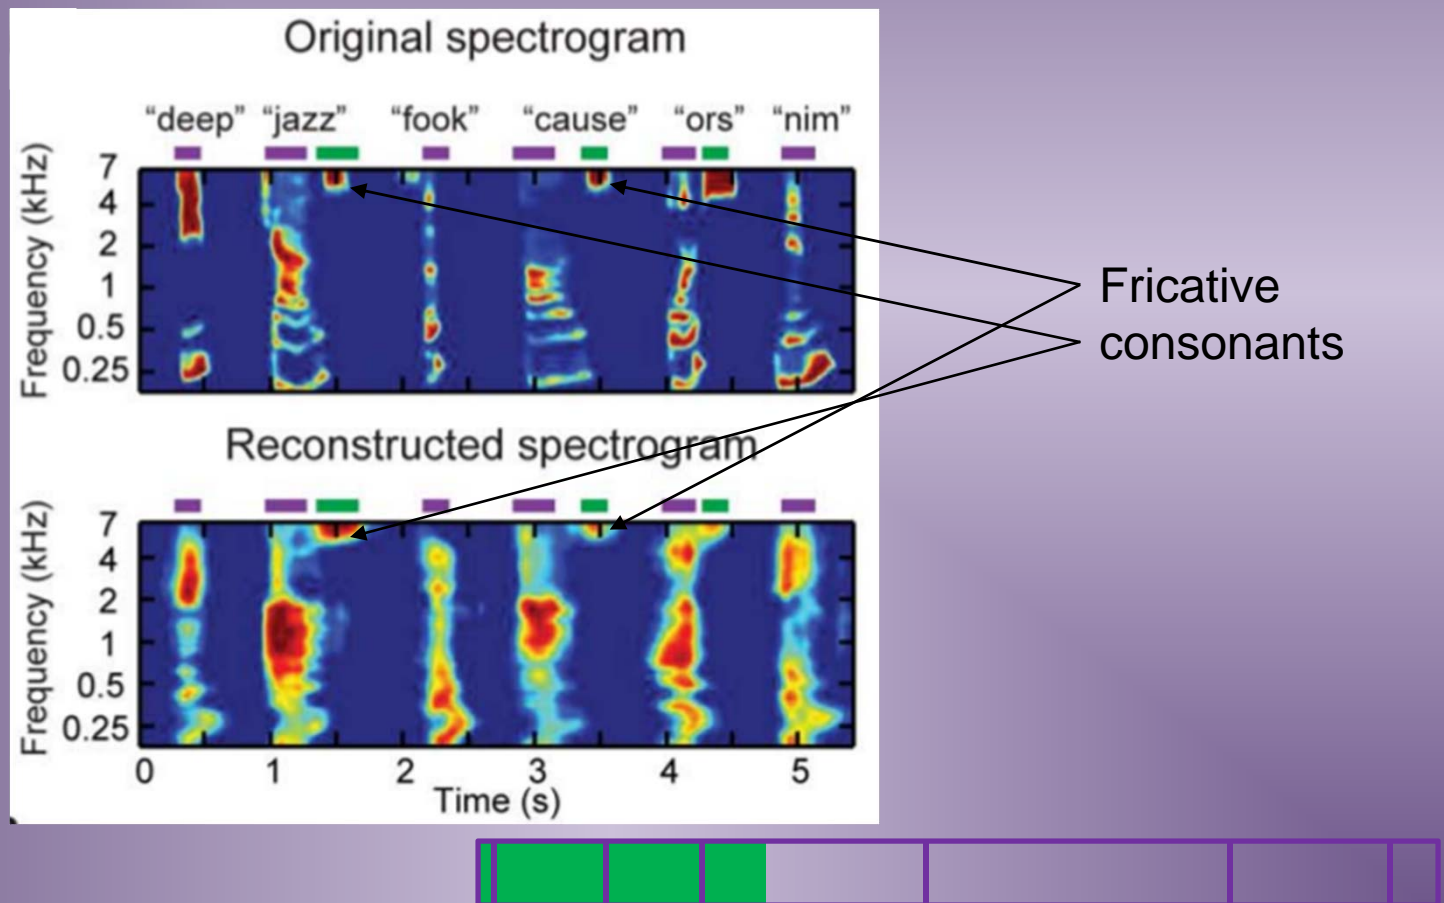 Original spectrogram
“deep” “jazz” “fook” “cause” “ors” “nim”
Frequency (kHz)
7
4
2
1
0.5
0.25
Fricative
consonants
Reconstructed spectrogram
Frequency (kHz)
7
4
2
1
0.5
0.25
0 1 2 3 4 5
Time (s)